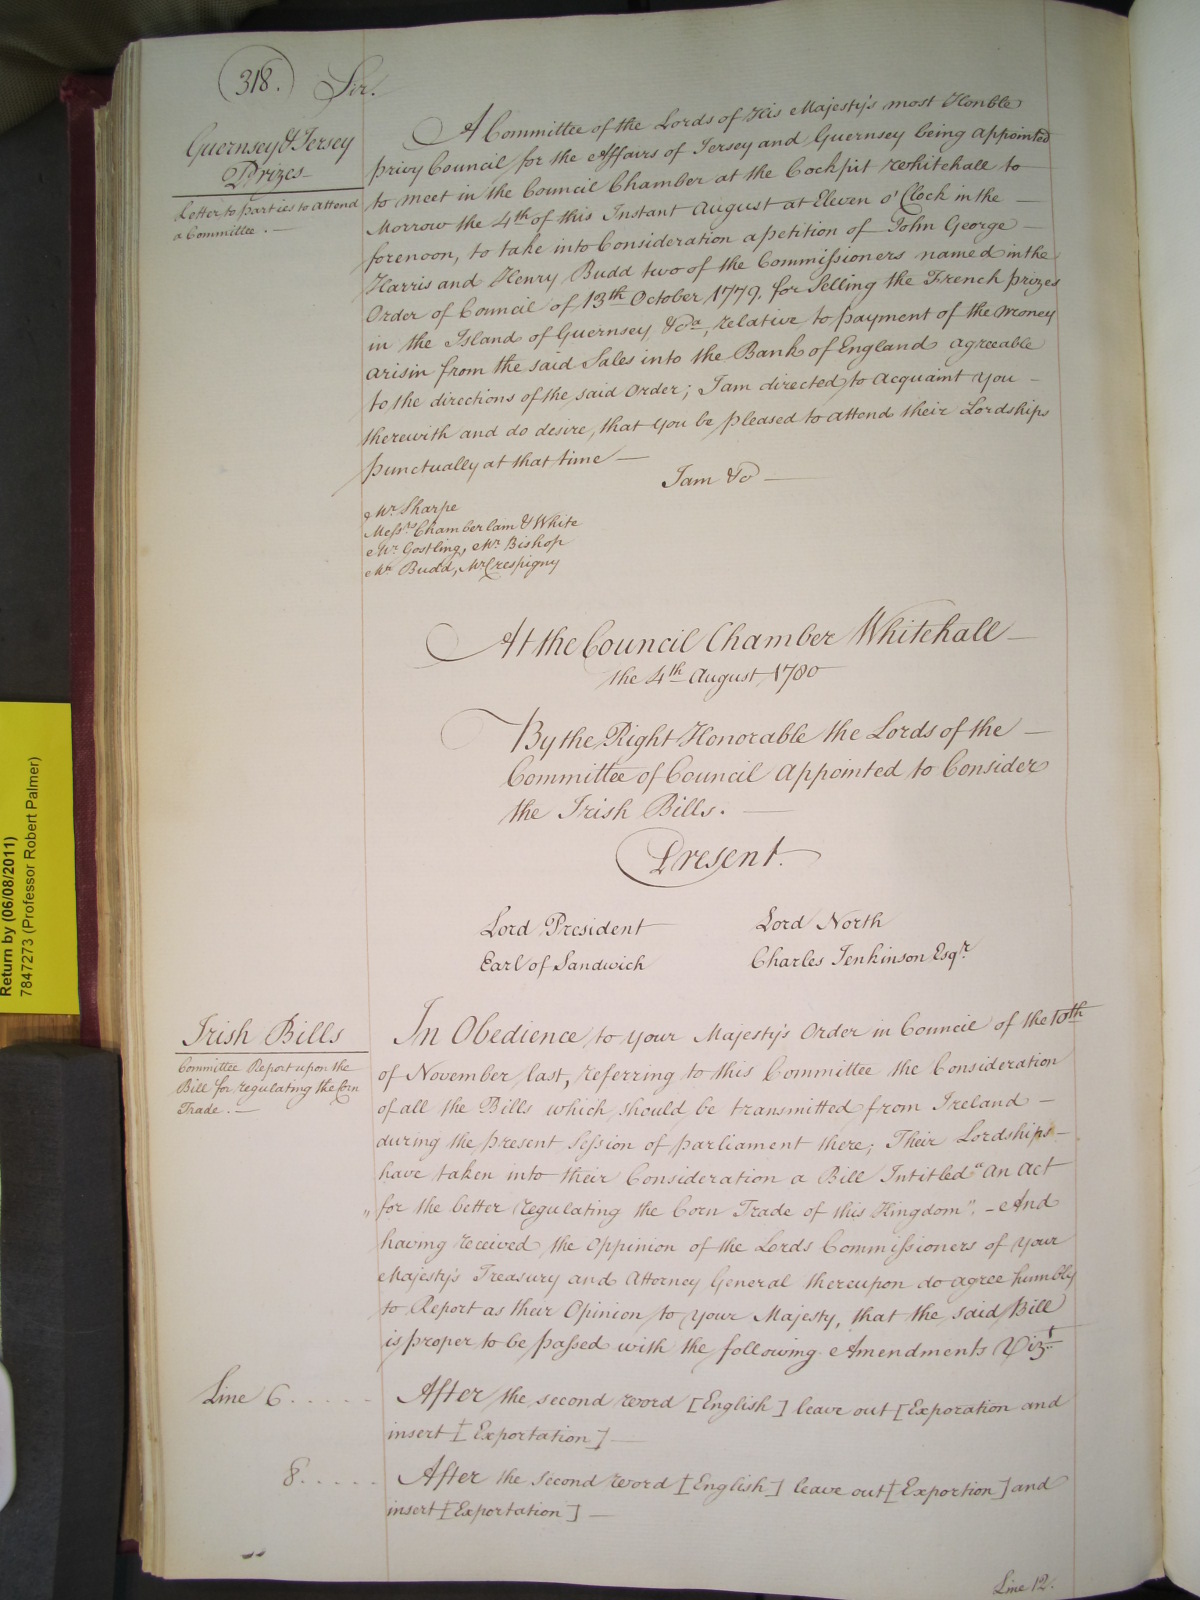 318.
Sir.
Guernsey & Jersey
Prizes
Letter to parties to attend
a Committee. —
A Committee of the Lords of His Majesty's most Honble
privy Council for the Affairs of Jersey and Guernsey being appointed
to meet in the Council Chamber at the Cockpit Whitehall to
Morrow the 4th of this Instant August at Eleven o'Clock in the —
forenoon, to take into Consideration a petition of John George —
Harris and Henry Budd two of the Commissioners named in the
Order of Council of 13th October 1779, for Selling the French prizes
in the Island of Guernsey &ca, relative to payment of the money
arisin from the said Sales into the Bank of England agreeable
to the directions of the said Order; I am directed to acquaint you —
therewith and do desire, that you be pleased to attend their Lordships
punctually at that time —
I am &c —
Mr Sharpe
Messrs Chamberlam & White
Mr Gostling, Mr Bishop
Mr Budd, Mr Crespigny
At the Council Chamber Whitehall —
the 4th August 1780
By the Right Honorable the Lords of the —
Committee of Council appointed to Consider
the Irish Bills. —
Present.
Lord President Lord North
Earl of Sandwich Charles Jenkinson Esqr
Irish Bills
Committee Report upon the
Bill for regulating the Corn
Trade. —
In Obedience to your Majesty's Order in Council of the 10th
of November last, referring to this Committee the Consideration
of all the Bills which should be transmitted from Ireland —
during the present Session of parliament there; Their Lordships —
have taken into their Consideration a Bill Intitled "An Act
" for the better regulating the Corn Trade of this Kingdom". — And
having received the Oppinion of the Lords Commissioners of your
Majesty's Treasury and Attorney General thereupon do agree humbly
to Report as their Opinion to your Majesty, that the said Bill
is proper to be passed with the following Amendments Vizt
Line 6 ..... After the second word [English] leave out [Exporation and
insert [Exportation] —
8 ..... After the second word [English] leave out [Exportion] and
insert [Exportation] —
Line 12.
Return by (06/08/2011)
7847273 (Professor Robert Palmer)